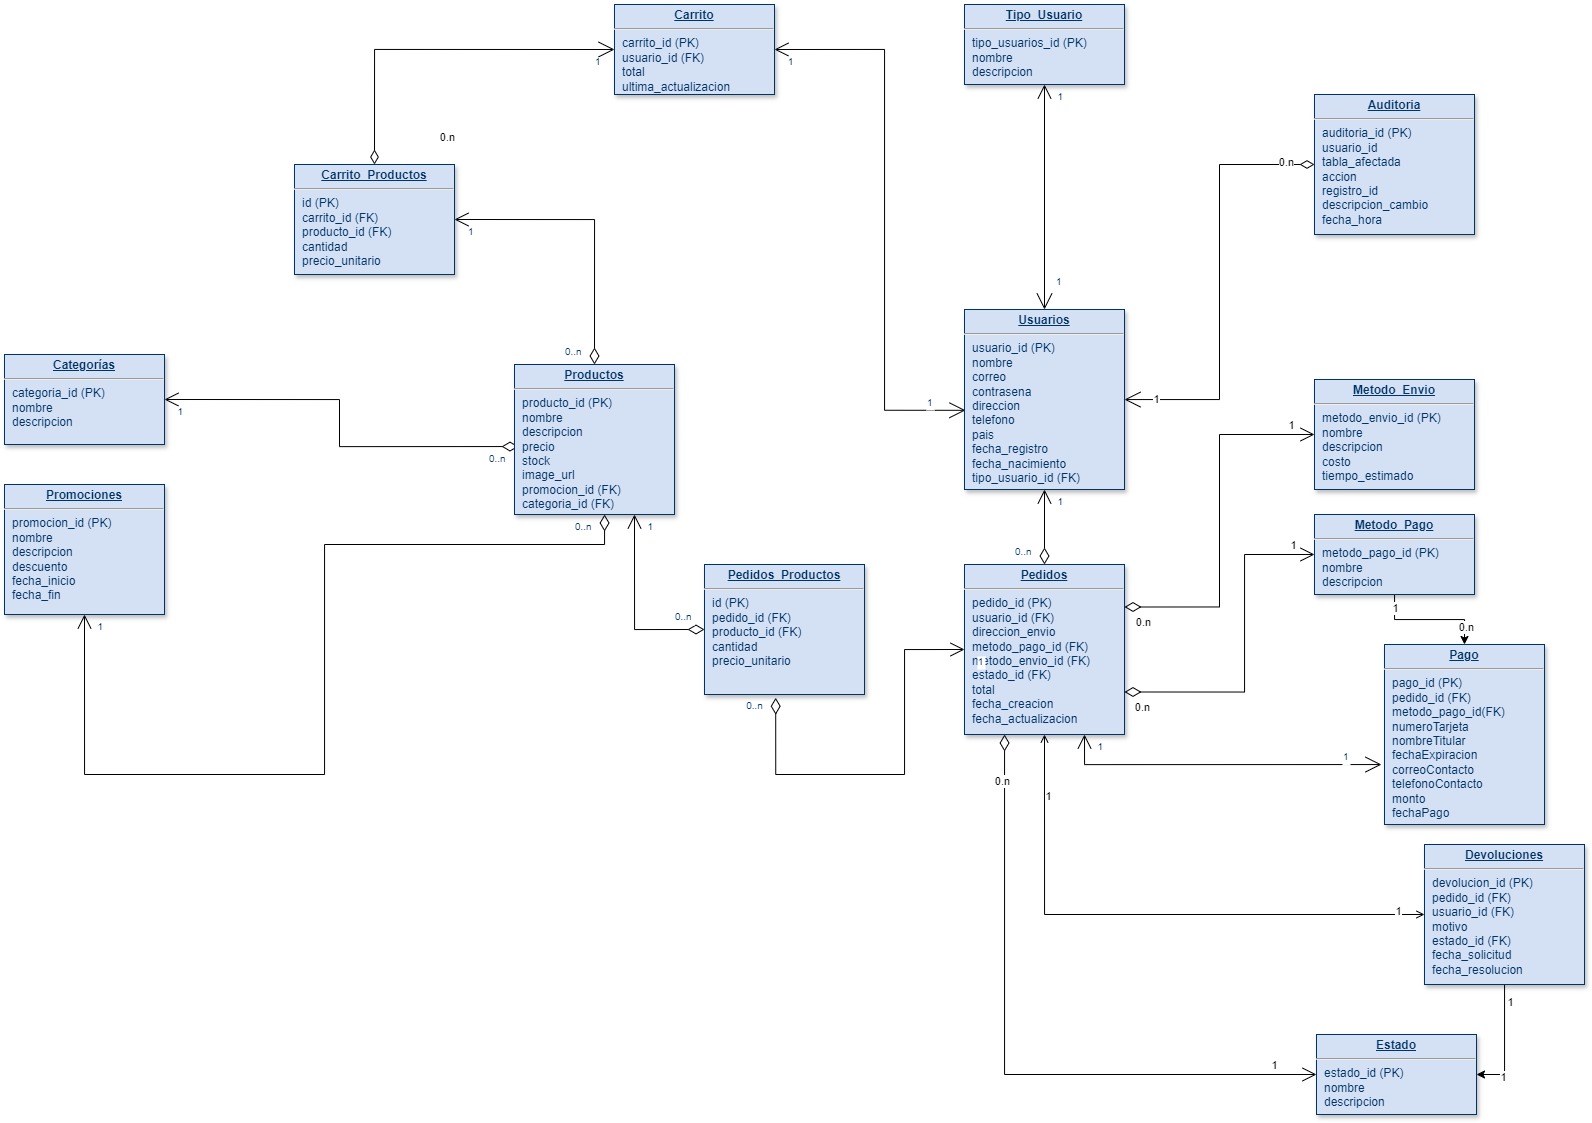 Carrito
carrito_id (PK)
usuario_id (FK)
total
ultima_actualizacion
1
1
Tipo_Usuario
tipo_usuarios_id (PK)
nombre
descripcion
1
1
Auditoria
auditoria_id (PK)
usuario_id
tabla_afectada
accion
registro_id
descripcion_cambio
fecha_hora
0.n
0.n
Carrito_Productos
id (PK)
carrito_id (FK)
producto_id (FK)
cantidad
precio_unitario
1
Usuarios
usuario_id (PK)
nombre
correo
contrasena
direccion
telefono
pais
fecha_registro
fecha_nacimiento
tipo_usuario_id (FK)
1
1
1
Categorías
categoria_id (PK)
nombre
descripcion
1
0..n
0..n
Productos
producto_id (PK)
nombre
descripcion
precio
stock
image_url
promocion_id (FK)
categoria_id (FK)
0..n
1
Metodo_Envio
metodo_envio_id (PK)
nombre
descripcion
costo
tiempo_estimado
1
Promociones
promocion_id (PK)
nombre
descripcion
descuento
fecha_inicio
fecha_fin
1
Metodo_Pago
metodo_pago_id (PK)
nombre
descripcion
1
1
0.n
Pedidos_Productos
id (PK)
pedido_id (FK)
producto_id (FK)
cantidad
precio_unitario
0..n
0..n
0..n
Pedidos
pedido_id (PK)
usuario_id (FK)
direccion_envio
metodo_pago_id (FK)
metodo_envio_id (FK)
estado_id (FK)
total
fecha_creacion
fecha_actualizacion
1
0.n
0.n
0.n
1
1
1
Pago
pago_id (PK)
pedido_id (FK)
metodo_pago_id(FK)
numeroTarjeta
nombreTitular
fechaExpiracion
correoContacto
telefonoContacto
monto
fechaPago
Devoluciones
devolucion_id (PK)
pedido_id (FK)
usuario_id (FK)
motivo
estado_id (FK)
fecha_solicitud
fecha_resolucion
1
1
1
1
Estado
estado_id (PK)
nombre
descripcion